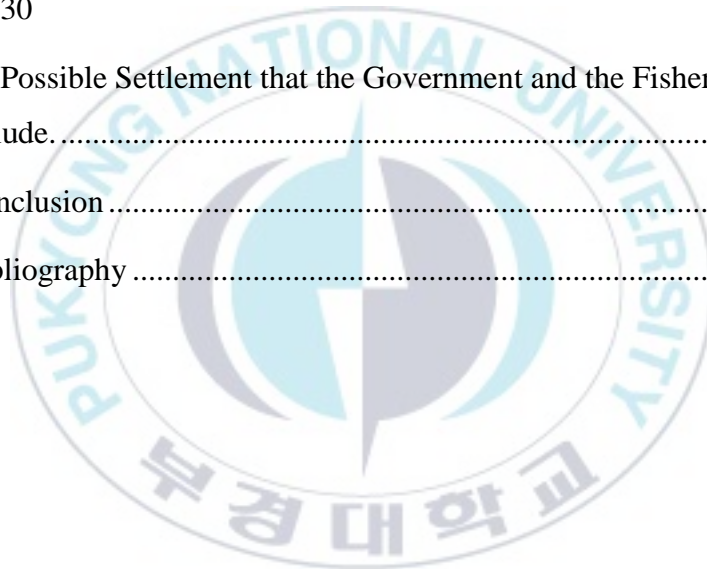 30
Possible Settlement that the Government and the Fisher
lude.
nclusion
bliography
PUKYONG NATIONAL UNIVERSITY
부경대학교